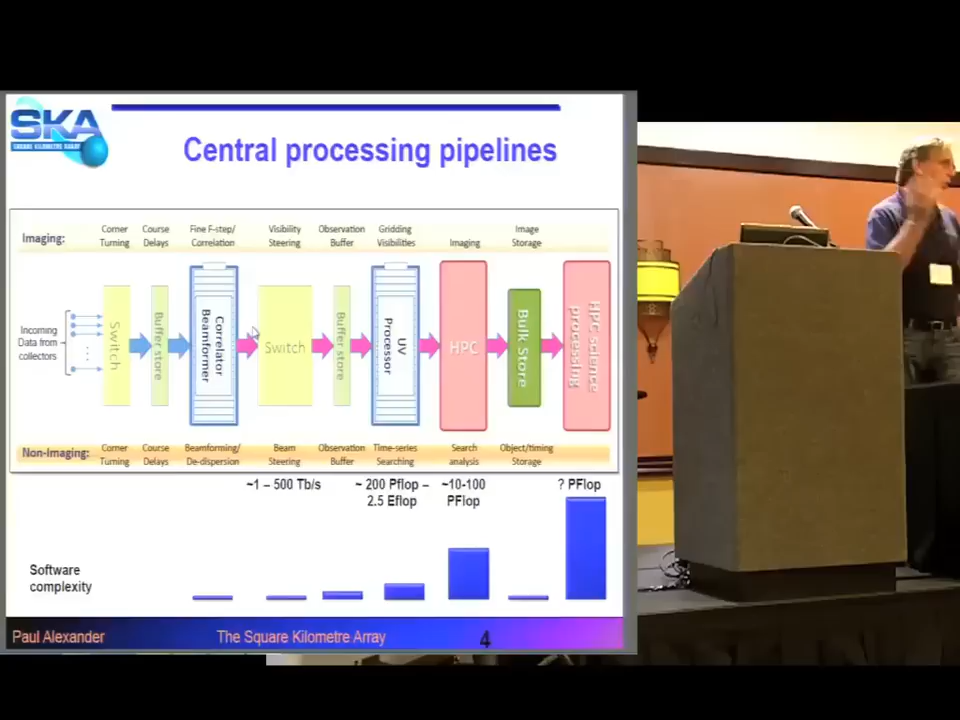 SKA
SQUARE KILOMETRE ARRAY
Central processing pipelines
Imaging:
Corner
Turning
Course
Delays
Fine F-step/
Correlation
Visibility
Steering
Observation
Buffer
Gridding
Visibilities
Imaging
Image
Storage
Incoming
Data from
collectors
Switch
Buffer store
Correlator
Beamformer
Switch
Buffer store
UV
Processor
HPC
Bulk Store
HPC science
processing
Non-Imaging:
Corner
Turning
Course
Delays
Beamforming/
De-dispersion
Beam
Steering
Observation
Buffer
Time-series
Searching
Search
analysis
Object/timing
Storage
~1 – 500 Tb/s
~ 200 Pflop –
2.5 Eflop
~10-100
PFlop
? PFlop
Software
complexity
Paul Alexander
The Square Kilometre Array
4